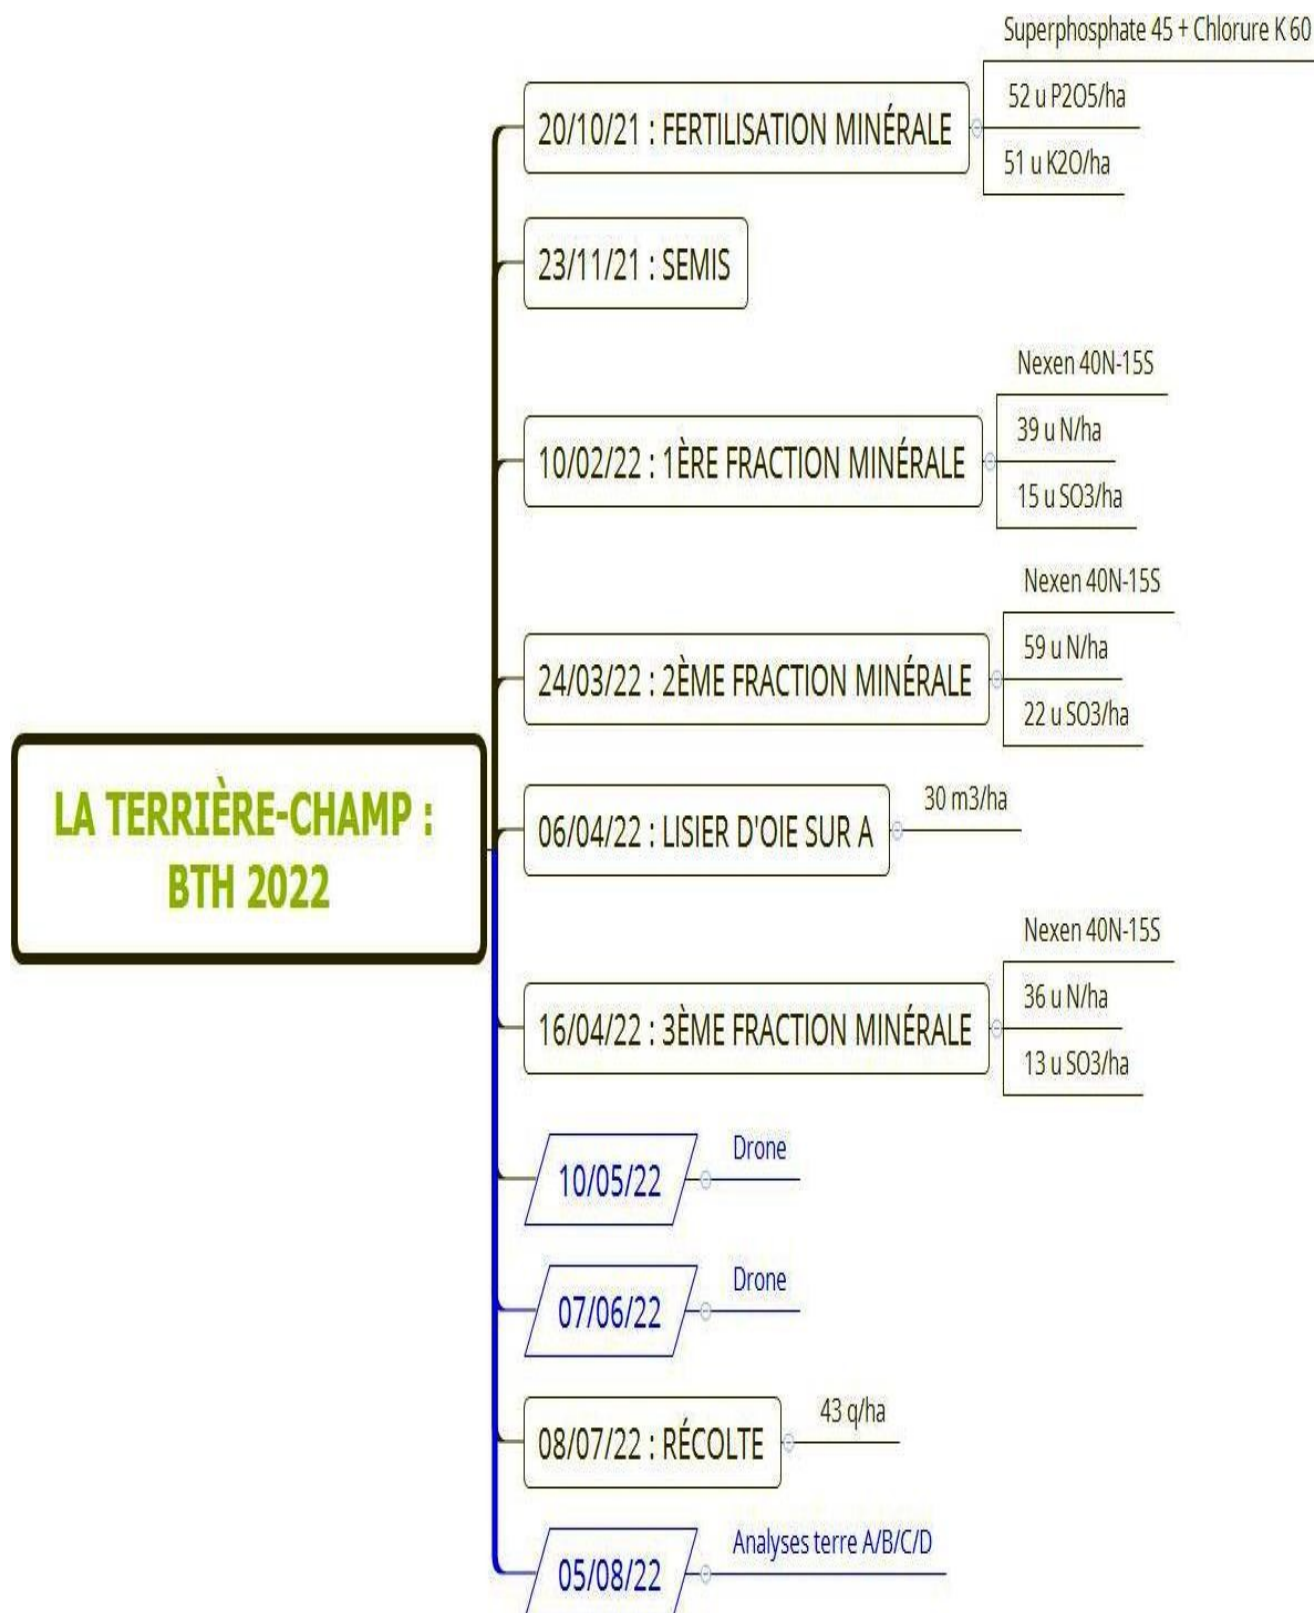 LA TERRIÈRE-CHAMP :
BTH 2022
20/10/21 : FERTILISATION MINÉRALE
Superphosphate 45 + Chlorure K 60
52 u P2O5/ha
51 u K2O/ha
23/11/21 : SEMIS
10/02/22 : 1ÈRE FRACTION MINÉRALE
Nexen 40N-15S
39 u N/ha
15 u SO3/ha
24/03/22 : 2ÈME FRACTION MINÉRALE
Nexen 40N-15S
59 u N/ha
22 u SO3/ha
06/04/22 : LISIER D'OIE SUR A
30 m3/ha
16/04/22 : 3ÈME FRACTION MINÉRALE
Nexen 40N-15S
36 u N/ha
13 u SO3/ha
10/05/22
Drone
07/06/22
Drone
08/07/22 : RÉCOLTE
43 q/ha
05/08/22
Analyses terre A/B/C/D